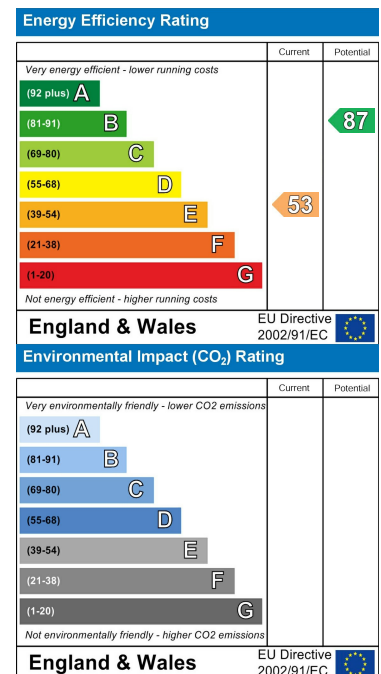 Energy Efficiency Rating
Current Potential
Very energy efficient - lower running costs
(92 plus) A
(81-91) B
87
(69-80) C
(55-68) D
(39-54) E
53
(21-38) F
(1-20) G
Not energy efficient - higher running costs
England & Wales
EU Directive
2002/91/EC
Environmental Impact (CO₂) Rating
Current Potential
Very environmentally friendly - lower CO2 emissions
(92 plus) A
(81-91) B
(69-80) C
(55-68) D
(39-54) E
(21-38) F
(1-20) G
Not environmentally friendly - higher CO2 emissions
England & Wales
EU Directive
2002/91/EC